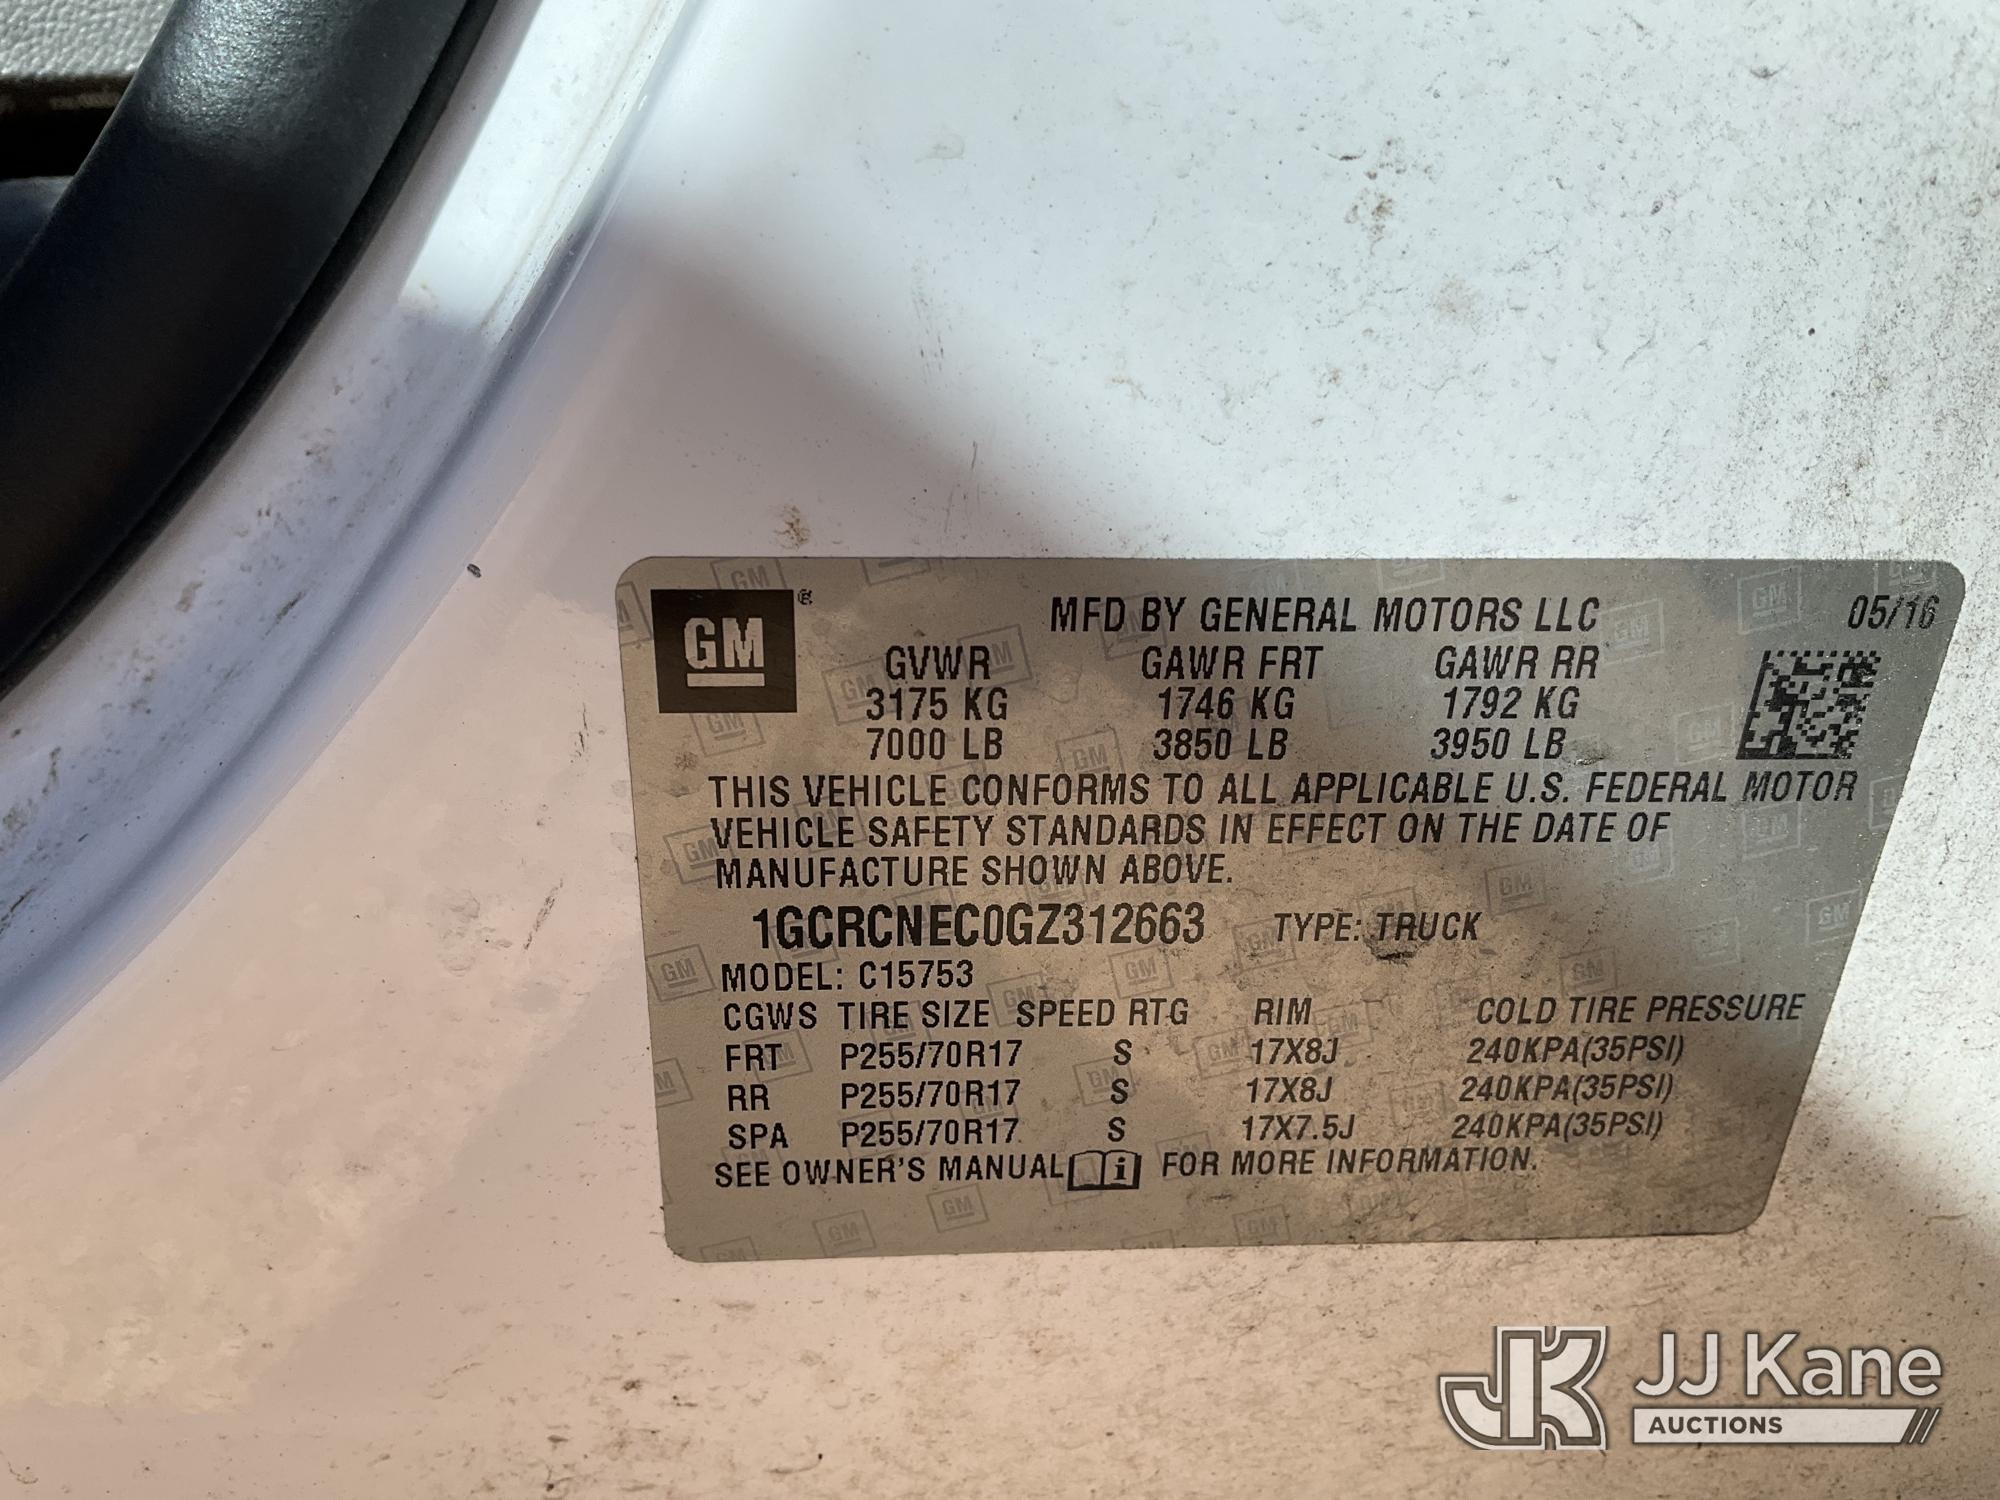 GM
MFD BY GENERAL MOTORS LLC 05/16
GVWR GAWR FRT GAWR RR
3175 KG 1746 KG 1792 KG
7000 LB 3850 LB 3950 LB
THIS VEHICLE CONFORMS TO ALL APPLICABLE U.S. FEDERAL MOTOR
VEHICLE SAFETY STANDARDS IN EFFECT ON THE DATE OF
MANUFACTURE SHOWN ABOVE.
1GCRCNEC0GZ312663 TYPE: TRUCK
MODEL: C15753
CGWS TIRE SIZE SPEED RTG RIM COLD TIRE PRESSURE
FRT P255/70R17 S 17X8J 240KPA(35PSI)
RR P255/70R17 S 17X8J 240KPA(35PSI)
SPA P255/70R17 S 17X7.5J 240KPA(35PSI)
SEE OWNER'S MANUAL i FOR MORE INFORMATION.
JK JJ Kane
AUCTIONS